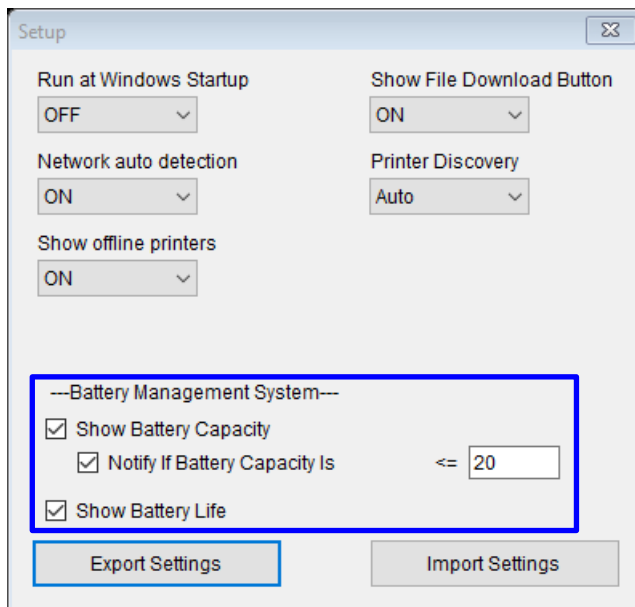 Setup
Run at Windows Startup
Show File Download Button
OFF
ON
Network auto detection
Printer Discovery
ON
Auto
Show offline printers
ON
---Battery Management System---
Show Battery Capacity
Notify If Battery Capacity Is <= 20
Show Battery Life
Export Settings
Import Settings